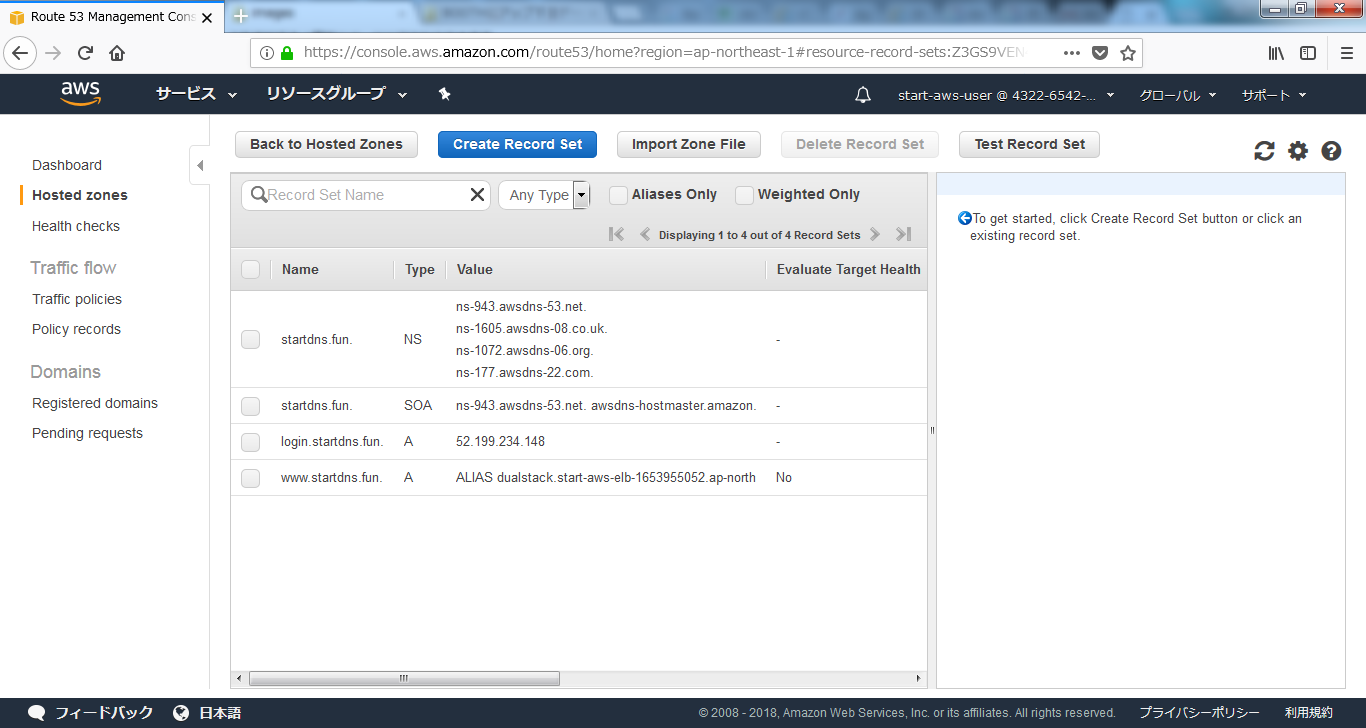 Route 53 Management Cons
https://console.aws.amazon.com/route53/home?region=ap-northeast-1#resource-record-sets:Z3GS9VEN
aws サービス リソースグループ start-aws-user @ 4322-6542-... グローバル サポート
Back to Hosted Zones Create Record Set Import Zone File Delete Record Set Test Record Set
Dashboard
Hosted zones
Health checks
Traffic flow
Traffic policies
Policy records
Domains
Registered domains
Pending requests
Record Set Name Any Type Aliases Only Weighted Only
Displaying 1 to 4 out of 4 Record Sets
Name Type Value Evaluate Target Health
startdns.fun. NS ns-943.awsdns-53.net.
ns-1605.awsdns-08.co.uk.
ns-1072.awsdns-06.org.
ns-177.awsdns-22.com.
-
startdns.fun. SOA ns-943.awsdns-53.net. awsdns-hostmaster.amazon. -
login.startdns.fun. A 52.199.234.148 -
www.startdns.fun. A ALIAS dualstack.start-aws-elb-1653955052.ap-north No
To get started, click Create Record Set button or click an
existing record set.
フィードバック 日本語 © 2008 - 2018, Amazon Web Services, Inc. or its affiliates. All rights reserved. プライバシーポリシー 利用規約